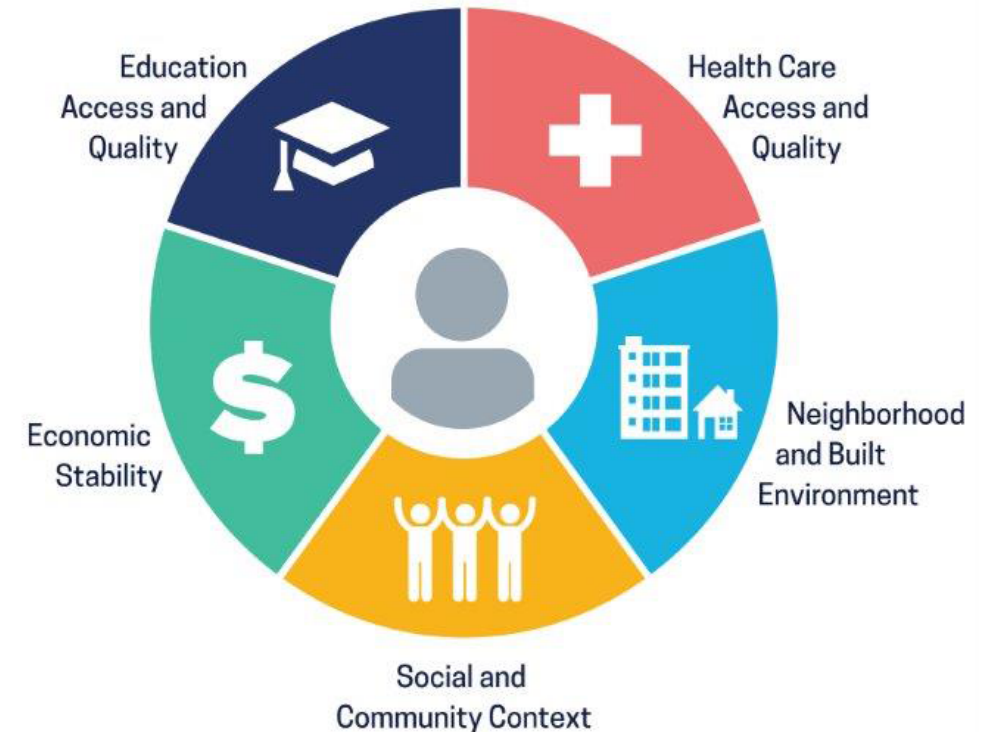 Education
Access and
Quality
Health Care
Access and
Quality
Economic
Stability
Neighborhood
and Built
Environment
Social and
Community Context